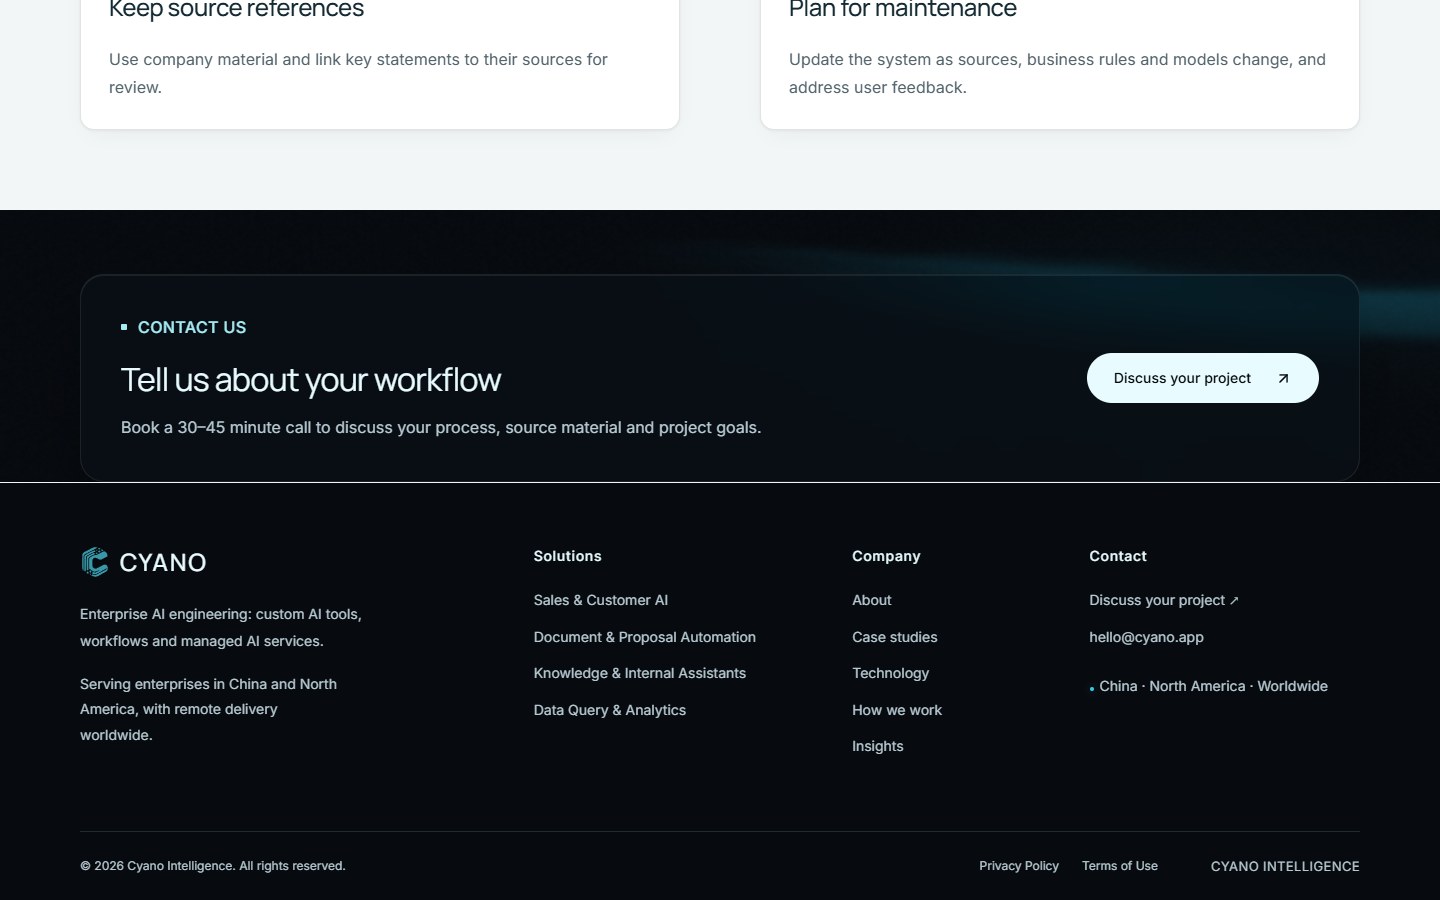 Keep source references
Use company material and link key statements to their sources for
review.
Plan for maintenance
Update the system as sources, business rules and models change, and
address user feedback.
CONTACT US
Tell us about your workflow
Book a 30–45 minute call to discuss your process, source material and project goals.
Discuss your project ↗
CYANO
Enterprise AI engineering: custom AI tools,
workflows and managed AI services.
Serving enterprises in China and North
America, with remote delivery
worldwide.
Solutions
Sales & Customer AI
Document & Proposal Automation
Knowledge & Internal Assistants
Data Query & Analytics
Company
About
Case studies
Technology
How we work
Insights
Contact
Discuss your project ↗
hello@cyano.app
China · North America · Worldwide
© 2026 Cyano Intelligence. All rights reserved.
Privacy Policy
Terms of Use
CYANO INTELLIGENCE